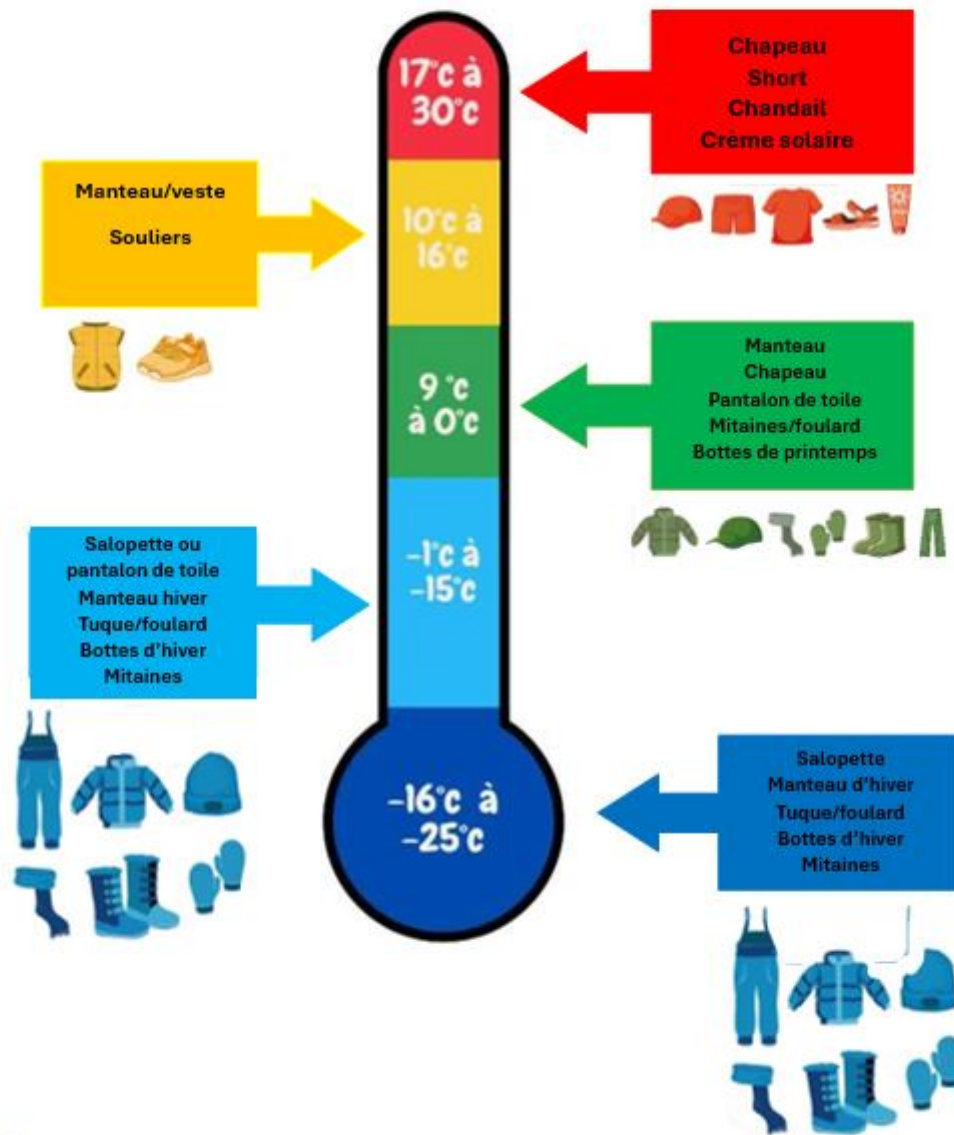 17°c à
30°c
Chapeau
Short
Chandail
Crème solaire
Manteau/veste
Souliers
10°c à
16°c
9 °c
à 0°c
Manteau
Chapeau
Pantalon de toile
Mitaines/foulard
Bottes de printemps
Salopette ou
pantalon de toile
Manteau hiver
Tuque/foulard
Bottes d'hiver
Mitaines
-1°c à
-15°c
-16°c à
-25°c
Salopette
Manteau d'hiver
Tuque/foulard
Bottes d'hiver
Mitaines